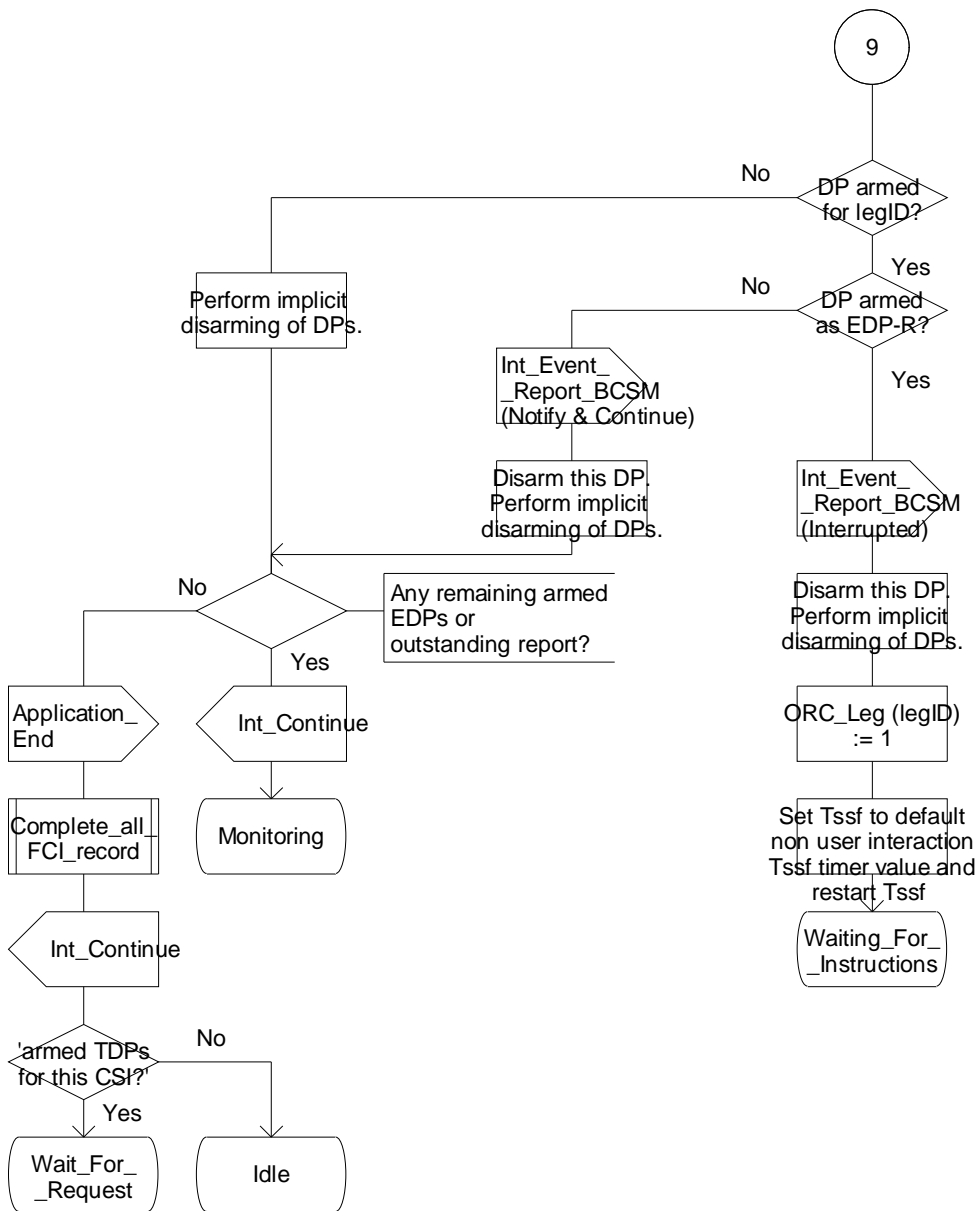 9
No
DP armed
for legID?
Yes
No
DP armed
as EDP-R?
Perform implicit
disarming of DPs.
Int_Event_
_Report_BCSM
(Notify & Continue)
Yes
Disarm this DP.
Perform implicit
disarming of DPs.
Int_Event_
_Report_BCSM
(Interrupted)
No
Any remaining armed
EDPs or
outstanding report?
Disarm this DP.
Perform implicit
disarming of DPs.
Yes
Application_
End
Int_Continue
ORC_Leg (legID)
:= 1
Complete_all_
FCI_record
Monitoring
Set Tssf to default
non user interaction
Tssf timer value and
restart Tssf
Int_Continue
Waiting_For_
_Instructions
'armed TDPs
for this CSI?'
No
Yes
Wait_For_
_Request
Idle